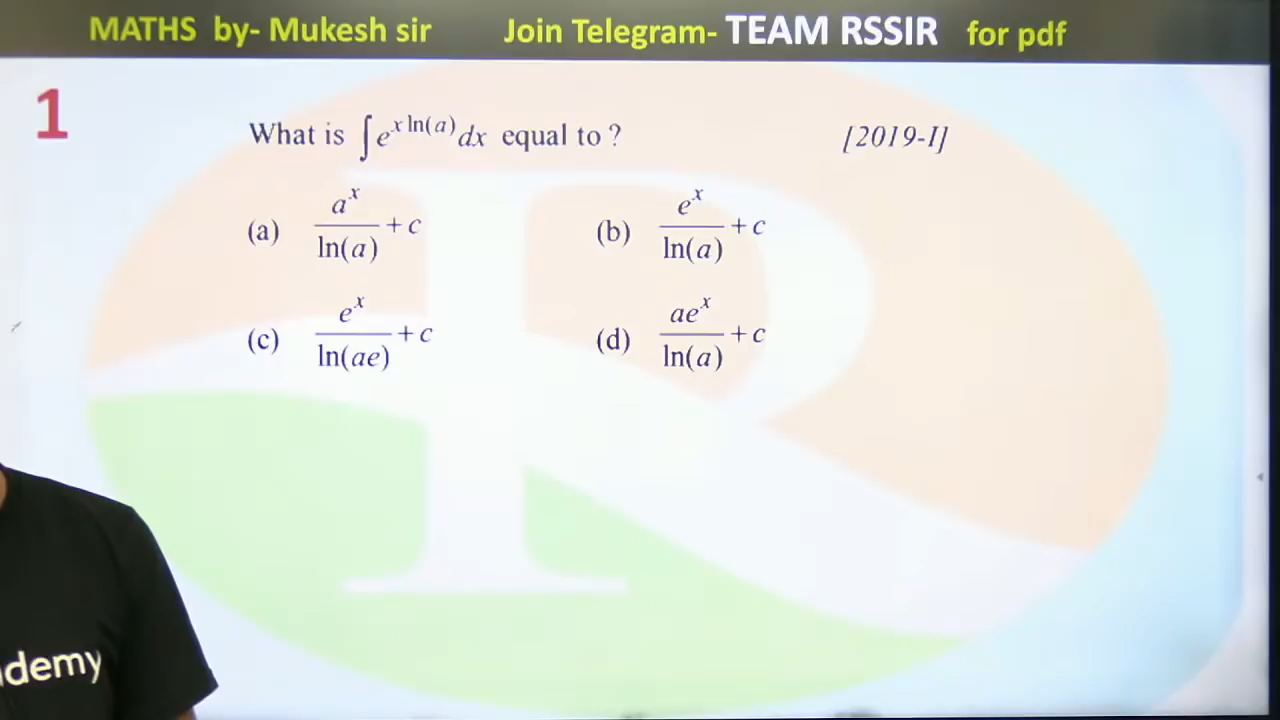 MATHS by- Mukesh sir Join Telegram- TEAM RSSIR for pdf
1
What is ∫e^{x ln(a)} dx equal to ? [2019-I]
(a) a^x / ln(a) + c (b) e^x / ln(a) + c
(c) e^x / ln(ae) + c (d) ae^x / ln(a) + c
demy